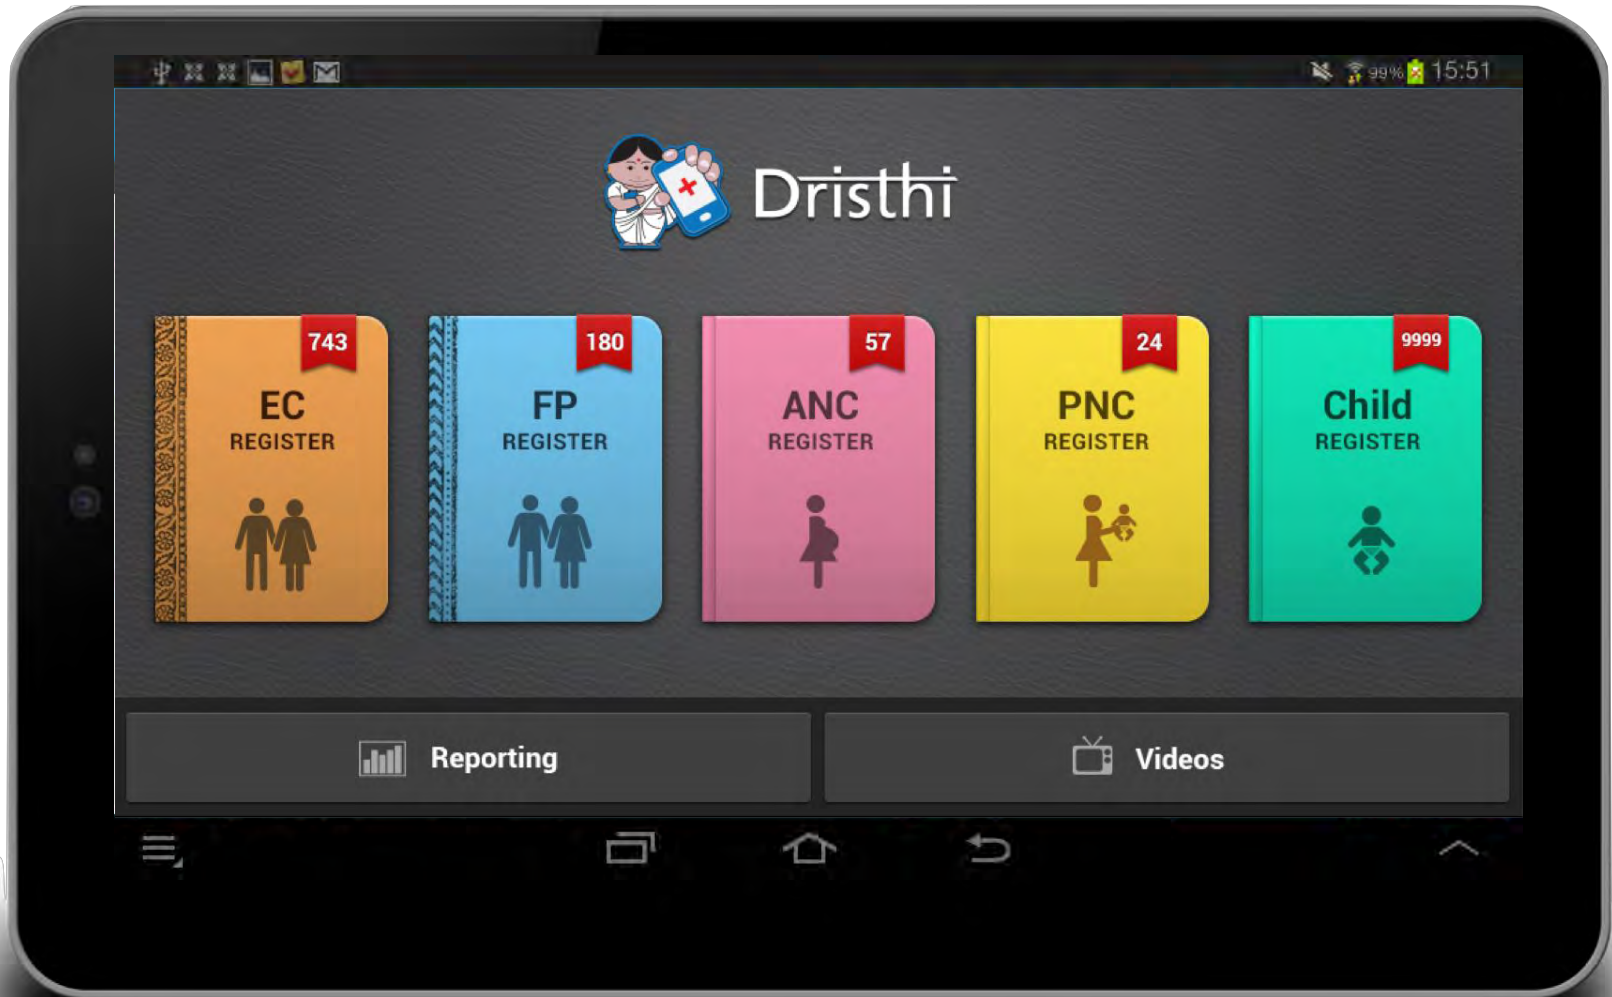 99% 15:51
Dristhi
743
EC
REGISTER
180
FP
REGISTER
57
ANC
REGISTER
24
PNC
REGISTER
9999
Child
REGISTER
Reporting
Videos